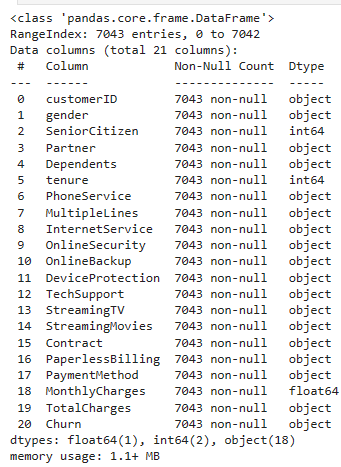 <class 'pandas.core.frame.DataFrame'>
RangeIndex: 7043 entries, 0 to 7042
Data columns (total 21 columns):
 #   Column            Non-Null Count  Dtype
---  ------            --------------  -----
 0   customerID        7043 non-null   object
 1   gender            7043 non-null   object
 2   SeniorCitizen     7043 non-null   int64
 3   Partner           7043 non-null   object
 4   Dependents        7043 non-null   object
 5   tenure            7043 non-null   int64
 6   PhoneService      7043 non-null   object
 7   MultipleLines     7043 non-null   object
 8   InternetService   7043 non-null   object
 9   OnlineSecurity    7043 non-null   object
 10  OnlineBackup      7043 non-null   object
 11  DeviceProtection  7043 non-null   object
 12  TechSupport       7043 non-null   object
 13  StreamingTV       7043 non-null   object
 14  StreamingMovies   7043 non-null   object
 15  Contract          7043 non-null   object
 16  PaperlessBilling  7043 non-null   object
 17  PaymentMethod     7043 non-null   object
 18  MonthlyCharges    7043 non-null   float64
 19  TotalCharges      7043 non-null   object
 20  Churn             7043 non-null   object
dtypes: float64(1), int64(2), object(18)
memory usage: 1.1+ MB